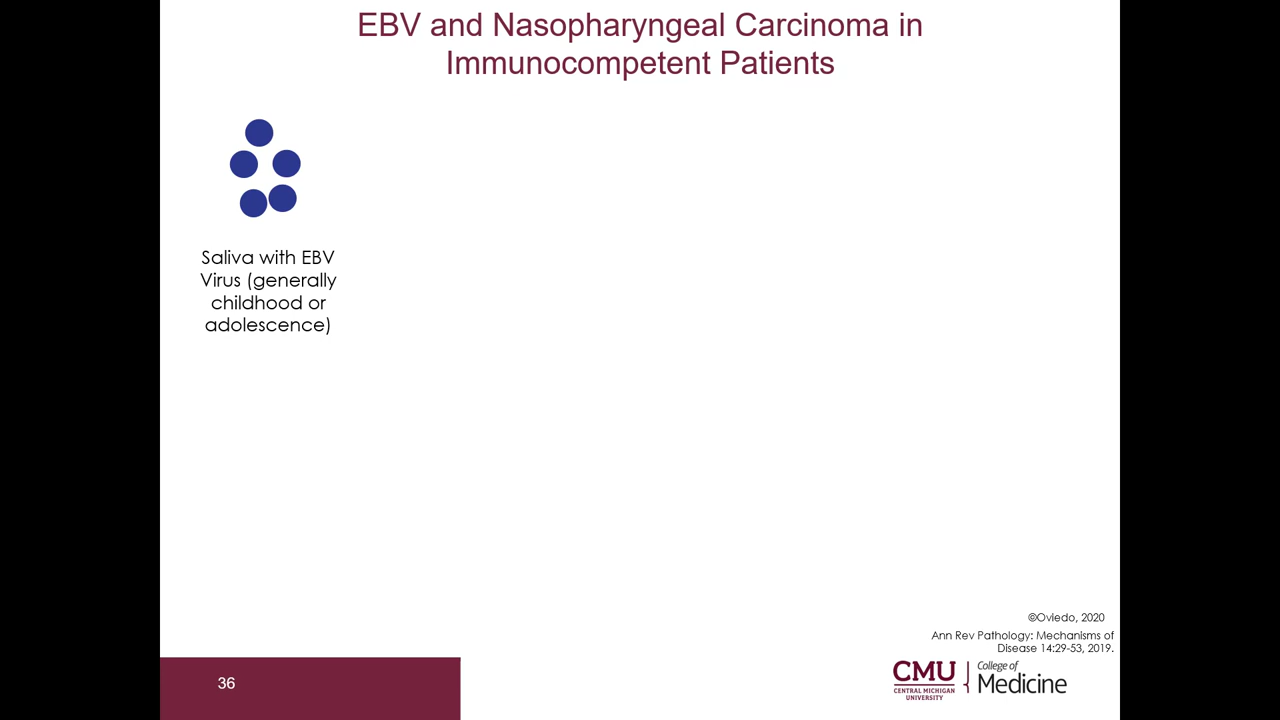 EBV and Nasopharyngeal Carcinoma in
Immunocompetent Patients
Saliva with EBV
Virus (generally
childhood or
adolescence)
©Oviedo, 2020
Ann Rev Pathology: Mechanisms of
Disease 14:29-53, 2019.
36
CMU
CENTRAL MICHIGAN
UNIVERSITY
College of
Medicine